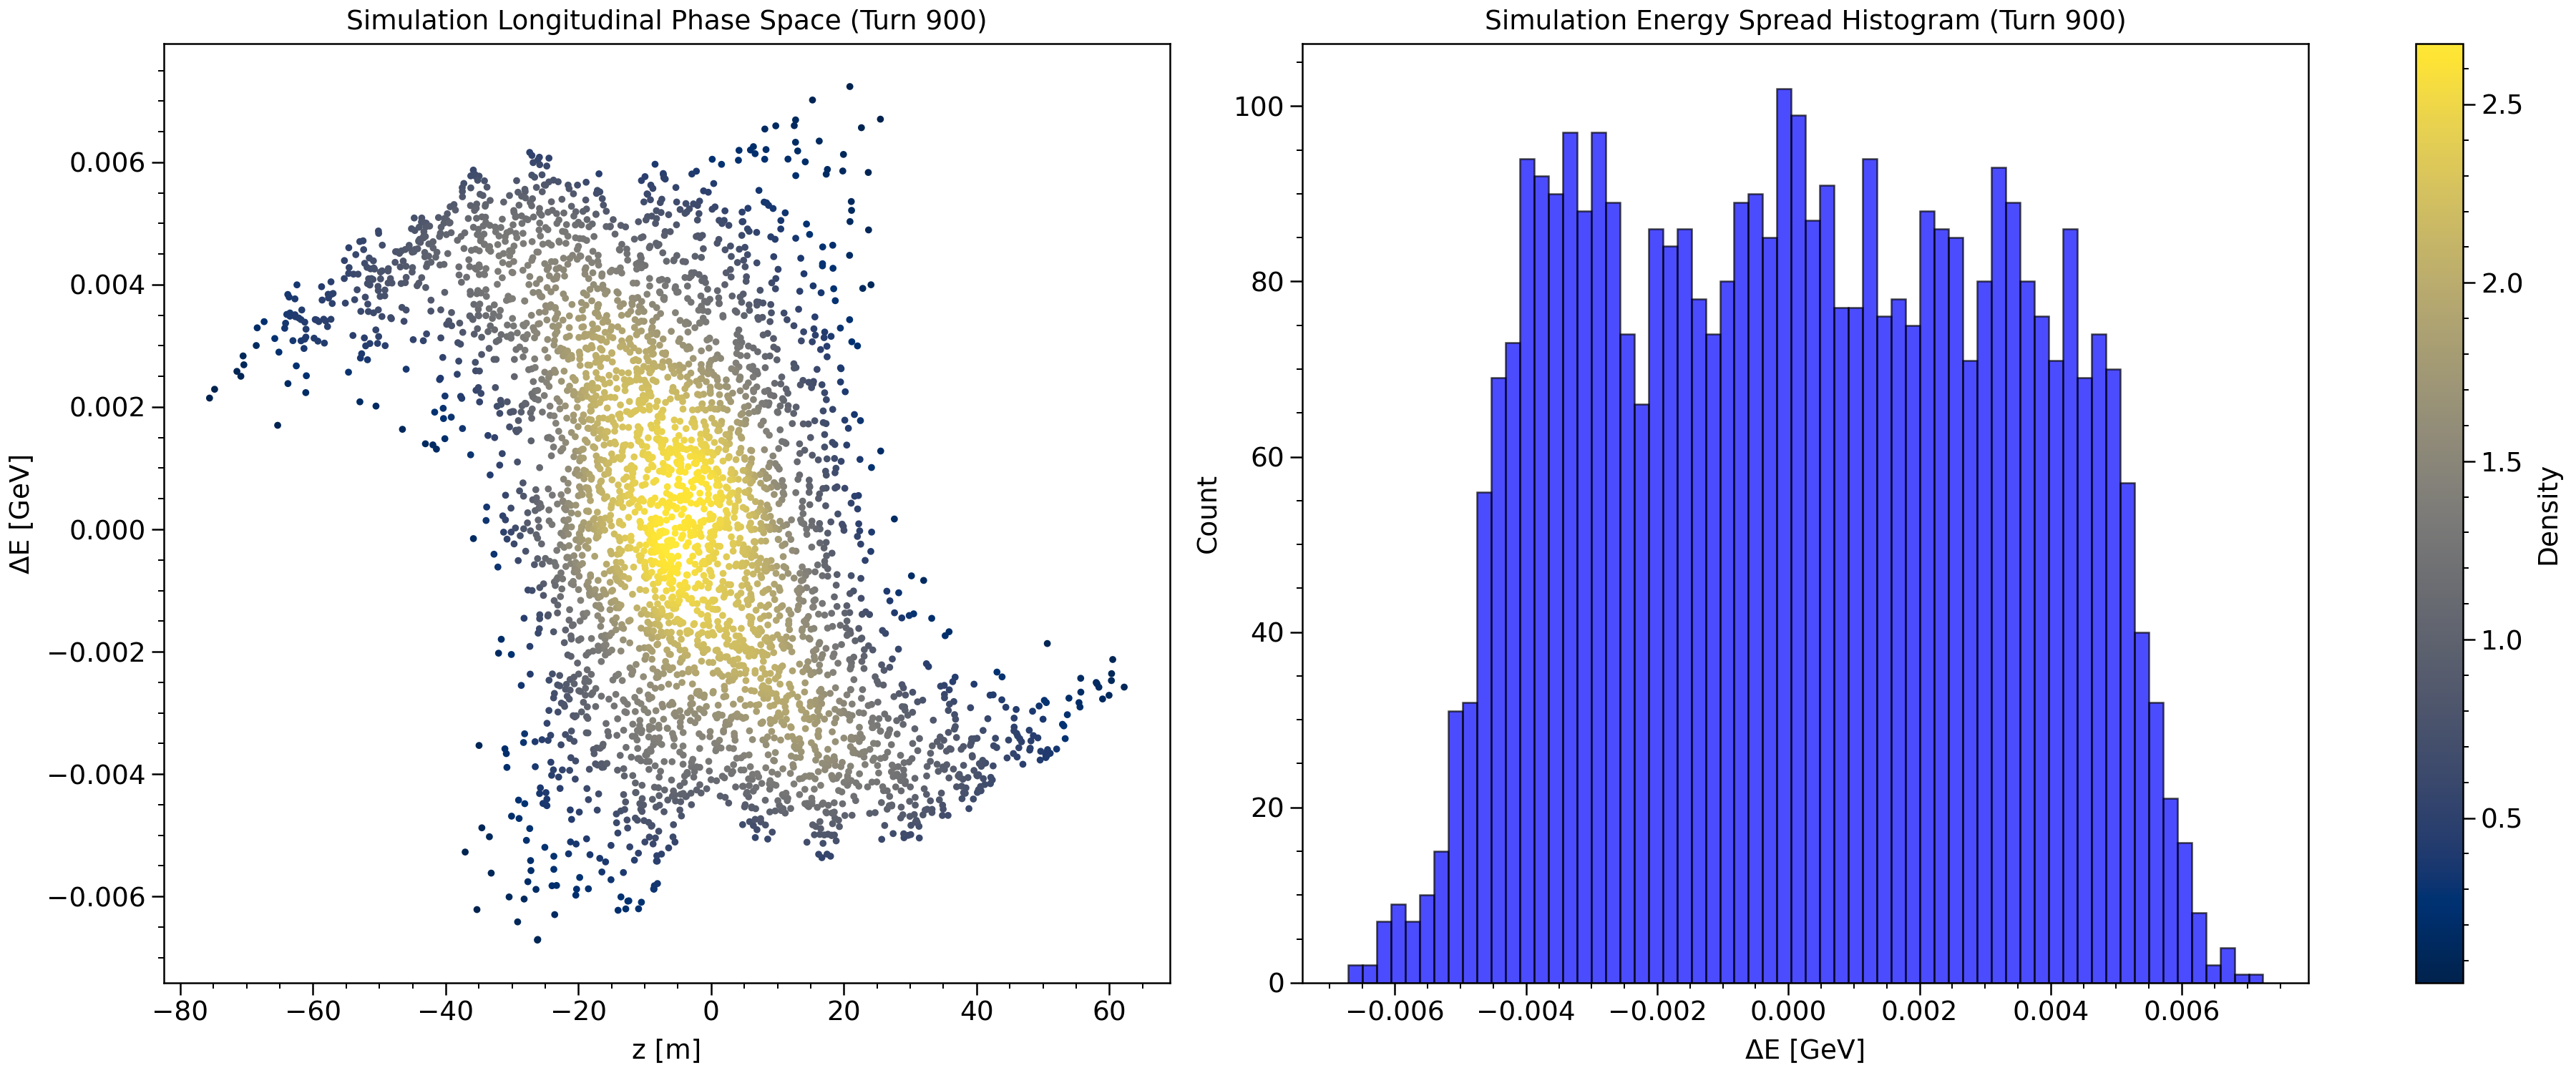 Simulation Longitudinal Phase Space (Turn 900)
0.006
0.004
0.002
0.000
−0.002
−0.004
−0.006
ΔE [GeV]
−80 −60 −40 −20 0 20 40 60
z [m]
Simulation Energy Spread Histogram (Turn 900)
100
80
60
40
20
0
Count
−0.006 −0.004 −0.002 0.000 0.002 0.004 0.006
ΔE [GeV]
2.5
2.0
1.5
1.0
0.5
Density